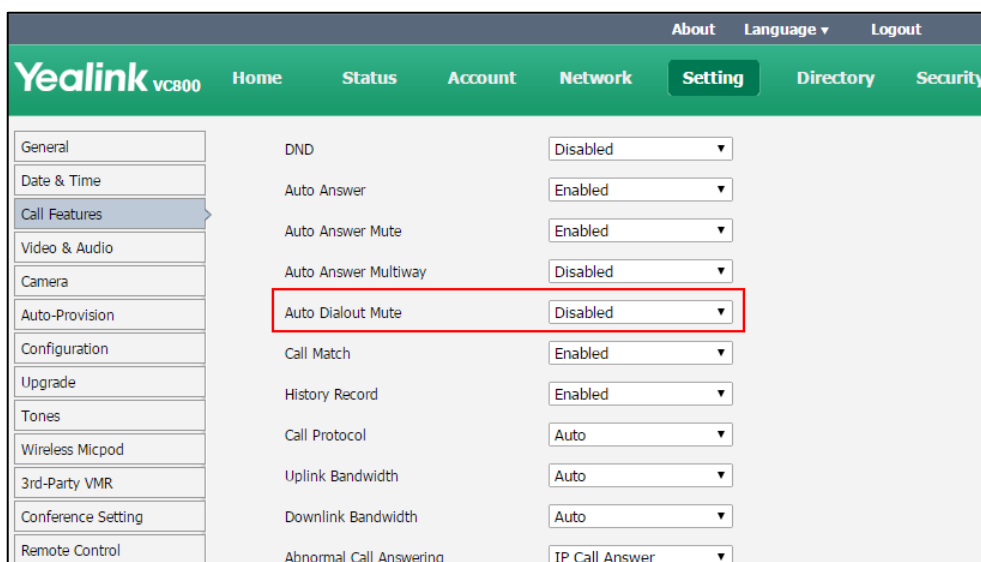 About Language ▾ Logout
Yealink VC800 Home Status Account Network Setting Directory Security
General
Date & Time
Call Features
Video & Audio
Camera
Auto-Provision
Configuration
Upgrade
Tones
Wireless Micpod
3rd-Party VMR
Conference Setting
Remote Control
DND Disabled
Auto Answer Enabled
Auto Answer Mute Enabled
Auto Answer Multiway Disabled
Auto Dialout Mute Disabled
Call Match Enabled
History Record Enabled
Call Protocol Auto
Uplink Bandwidth Auto
Downlink Bandwidth Auto
Abnormal Call Answering IP Call Answer